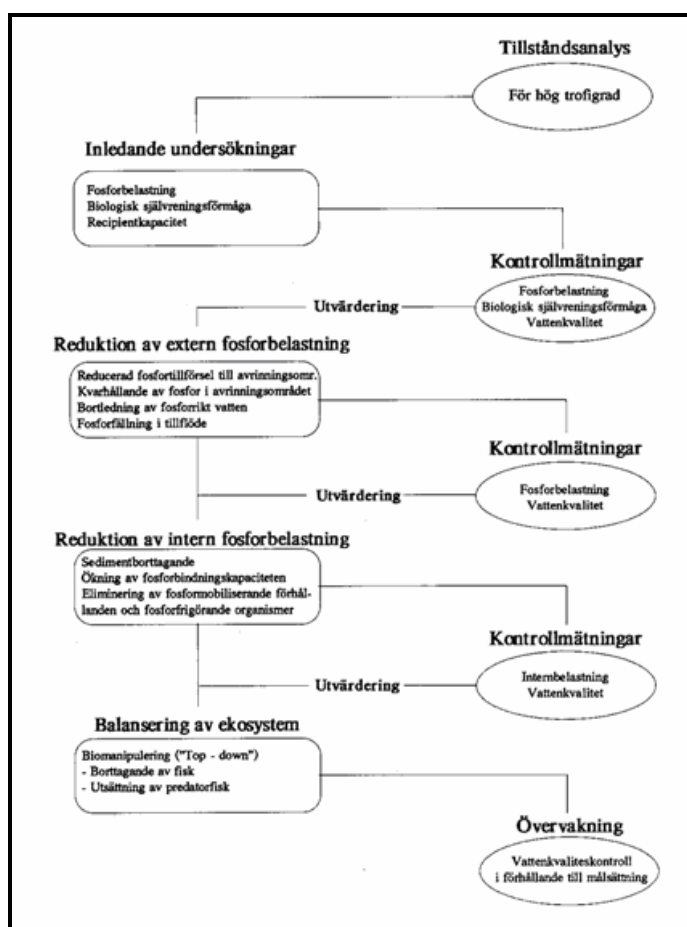 Tillståndsanalys
För hög trofigrad
Inledande undersökningar
Fosforbelastning
Biologisk självreningsförmåga
Recipientkapacitet
Kontrollmätningar
Fosforbelastning
Biologisk självreningsförmåga
Vattenkvalitet
Utvärdering
Reduktion av extern fosforbelastning
Reducerad fosfortillförsel till avrinningsomr.
Kvarhållande av fosfor i avrinningsområdet
Bortledning av fosforrikt vatten
Fosforfällning i tillflöde
Kontrollmätningar
Fosforbelastning
Vattenkvalitet
Utvärdering
Reduktion av intern fosforbelastning
Sedimentborttagande
Ökning av fosforbindningskapaciteten
Eliminering av fosformobiliserande förhål-
landen och fosforfrigörande organismer
Kontrollmätningar
Internbelastning
Vattenkvalitet
Utvärdering
Balansering av ekosystem
Biomanipulering ("Top - down")
- Borttagande av fisk
- Utsättning av predatorfisk
Övervakning
Vattenkvaliteskontroll
i förhållande till målsättning